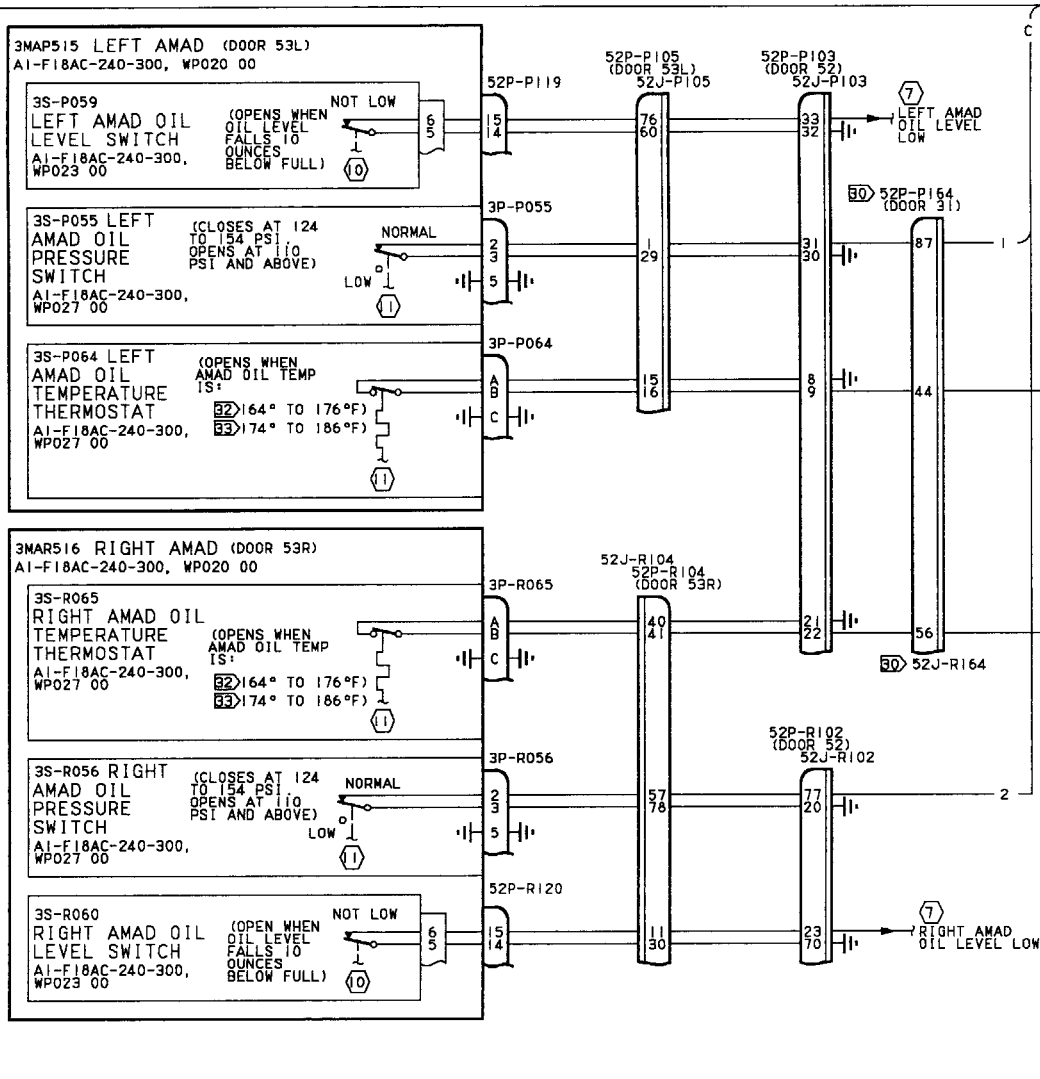 C
3MAP515 LEFT AMAD (DOOR 53L)
A1-F18AC-240-300, WP020 00
3S-P059
LEFT AMAD OIL
LEVEL SWITCH
A1-F18AC-240-300,
WP023 00
(OPENS WHEN
OIL LEVEL
FALLS 10
OUNCES
BELOW FULL)
NOT LOW
10
6
5
52P-P119
15
14
52P-P105
(DOOR 53L)
52J-P105
76
60
52P-P103
(DOOR 52)
52J-P103
33
32
7
LEFT AMAD
OIL LEVEL
LOW
3S-P055 LEFT
AMAD OIL
PRESSURE
SWITCH
A1-F18AC-240-300,
WP027 00
(CLOSES AT 124
TO 154 PSI.
OPENS AT 110
PSI AND ABOVE)
NORMAL
LOW
11
3P-P055
2
3
5
1
29
31
30
30 52P-P164
(DOOR 31)
87
1
3S-P064 LEFT
AMAD OIL
TEMPERATURE
THERMOSTAT
A1-F18AC-240-300,
WP027 00
(OPENS WHEN
AMAD OIL TEMP
IS:
32 164° TO 176°F)
33 174° TO 186°F)
11
3P-P064
A
B
C
15
16
8
9
44
3MAR516 RIGHT AMAD (DOOR 53R)
A1-F18AC-240-300, WP020 00
3S-R065
RIGHT AMAD OIL
TEMPERATURE
THERMOSTAT
A1-F18AC-240-300,
WP027 00
(OPENS WHEN
AMAD OIL TEMP
IS:
32 164° TO 176°F)
33 174° TO 186°F)
11
3P-R065
A
B
C
52J-R104
52P-R104
(DOOR 53R)
40
41
21
22
56
30 52J-R164
3S-R056 RIGHT
AMAD OIL
PRESSURE
SWITCH
A1-F18AC-240-300,
WP027 00
(CLOSES AT 124
TO 154 PSI.
OPENS AT 110
PSI AND ABOVE)
NORMAL
LOW
11
3P-R056
2
3
5
57
78
52P-R102
(DOOR 52)
52J-R102
77
20
2
3S-R060
RIGHT AMAD OIL
LEVEL SWITCH
A1-F18AC-240-300,
WP023 00
(OPEN WHEN
OIL LEVEL
FALLS 10
OUNCES
BELOW FULL)
NOT LOW
10
6
5
52P-R120
15
14
11
30
23
70
7
RIGHT AMAD
OIL LEVEL LOW